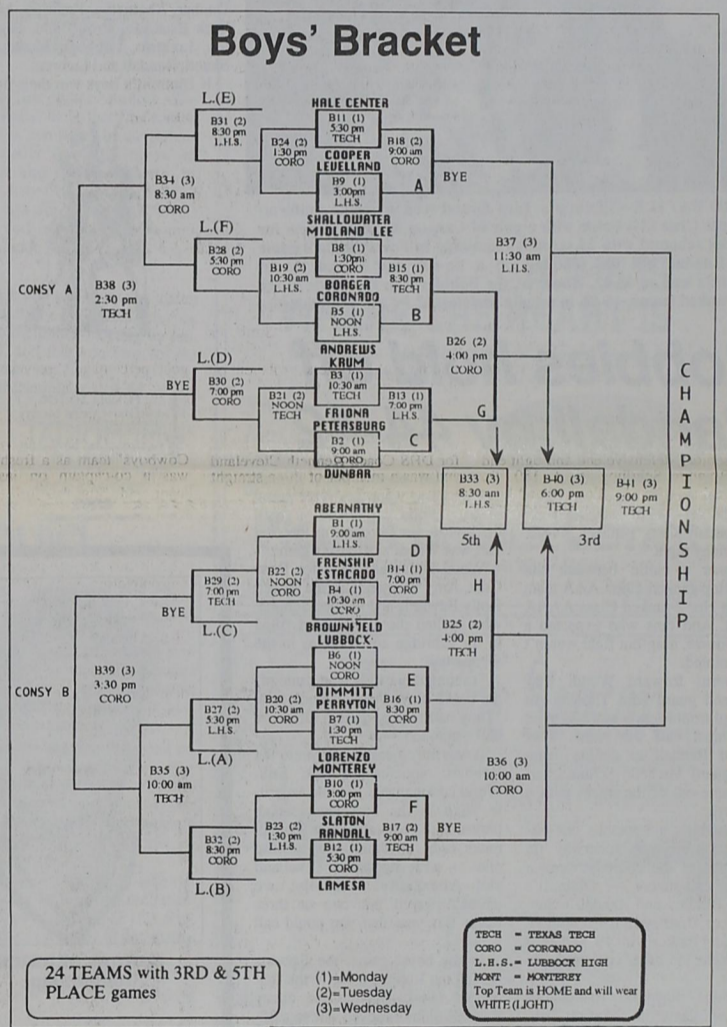 Boys' Bracket
L.(E)
B31 (2)
8:30 pm
L.H.S.
B34 (3)
8:30 am
CORO
L.(F)
B28 (2)
5:30 pm
CORO
CONSY A
B38 (3)
2:30 pm
TECH
L.(D)
BYE
B30 (2)
7:00 pm
CORO
B24 (2)
1:30 pm
CORO
B19 (2)
10:30 am
L.H.S.
B21 (2)
NOON
TECH
HALE CENTER
B11 (1)
5:30 pm
TECH
COOPER
LEVELLAND
B9 (1)
3:00pm
L.H.S.
SHALLOWATER
MIDLAND LEE
B8 (1)
1:30pm
CORO
BORGER
CORONADO
B5 (1)
NOON
L.H.S.
ANDREWS
KRUM
B3 (1)
10:30 am
TECH
FRIONA
PETERSBURG
B2 (1)
9:00 am
CORO
DUNBAR
B18 (2)
9:00 am
CORO
A
BYE
B15 (1)
8:30 pm
TECH
B
B13 (1)
7:00 pm
L.H.S.
C
G
B26 (2)
4:00 pm
CORO
B37 (3)
11:30 am
L.H.S.
B33 (3)
8:30 am
L.H.S.
5th
B40 (3)
6:00 pm
TECH
3rd
B41 (3)
9:00 pm
TECH
CHAMPIONSHIP
ABERNATHY
B1 (1)
9:00 am
L.H.S.
FRENSHIP
ESTACADO
B4 (1)
10:30 am
CORO
BROWNFIELD
LUBBOCK
B6 (1)
NOON
CORO
DIMMITT
PERRYTON
B7 (1)
1:30 pm
TECH
LORENZO
MONTEREY
B10 (1)
3:00 pm
CORO
SLATON
RANDALL
B12 (1)
5:30 pm
CORO
LAMESA
D
B14 (1)
7:00 pm
CORO
H
E
B16 (1)
8:30 pm
CORO
B25 (2)
4:00 pm
TECH
F
B17 (2)
9:00 am
TECH
BYE
B36 (3)
10:00 am
CORO
B22 (2)
NOON
CORO
B20 (2)
10:30 am
CORO
B23 (2)
1:30 pm
L.H.S.
B29 (2)
7:00 pm
TECH
BYE
L.(C)
B39 (3)
3:30 pm
CORO
CONSY B
B27 (2)
5:30 pm
L.H.S.
L.(A)
B35 (3)
10:00 am
TECH
B32 (2)
8:30 pm
CORO
L.(B)
24 TEAMS with 3RD & 5TH
PLACE games
(1)=Monday
(2)=Tuesday
(3)=Wednesday
TECH = TEXAS TECH
CORO = CORONADO
L.H.S.= LUBBOCK HIGH
MONT = MONTEREY
Top Team is HOME and will wear
WHITE (LIGHT)